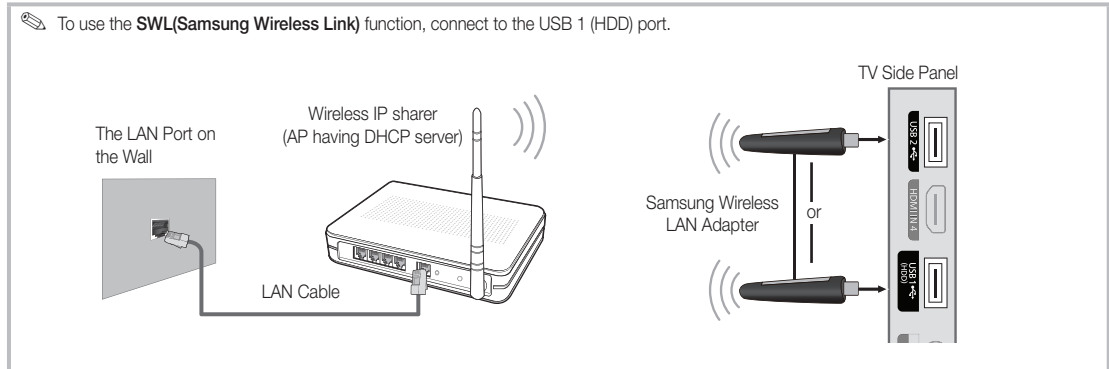 To use the SWL(Samsung Wireless Link) function, connect to the USB 1 (HDD) port.
TV Side Panel
Wireless IP sharer
(AP having DHCP server)
The LAN Port on
the Wall
LAN Cable
Samsung Wireless
LAN Adapter
or
USB 2
HDMI IN 4
USB 1
(HDD)